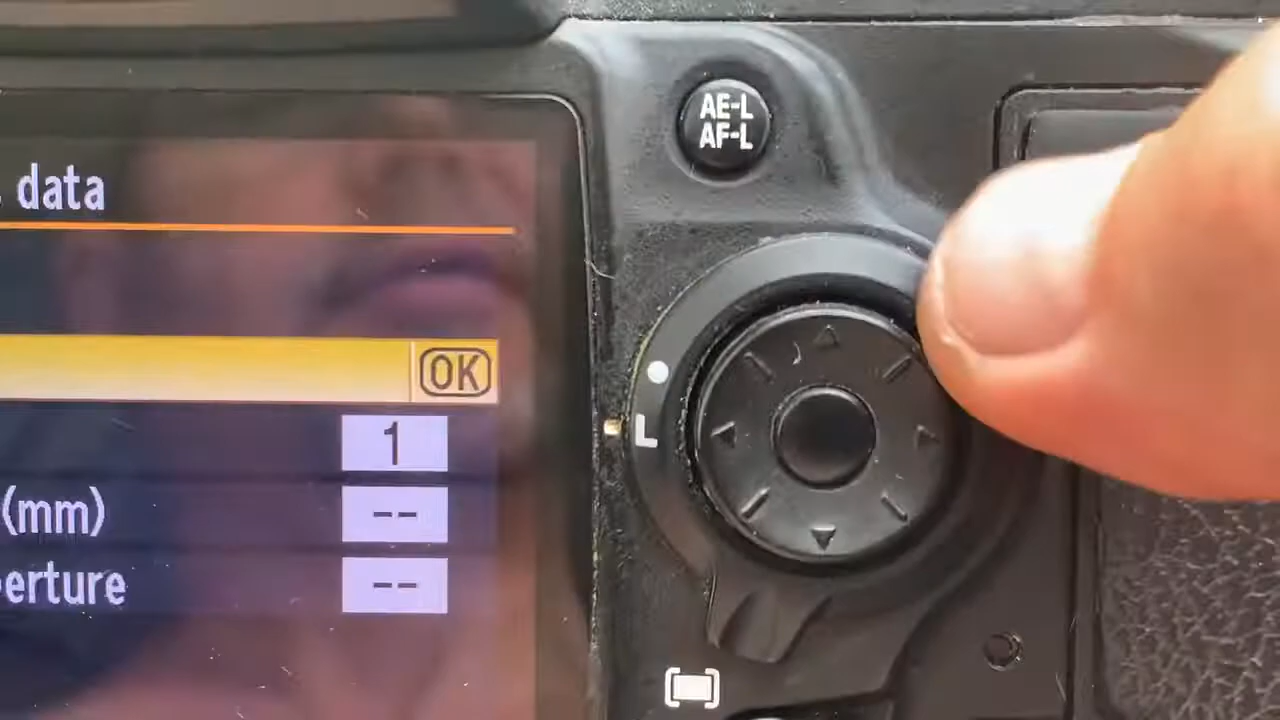 AE-L
AF-L
data
OK
1
L
(mm)
--
erture
--